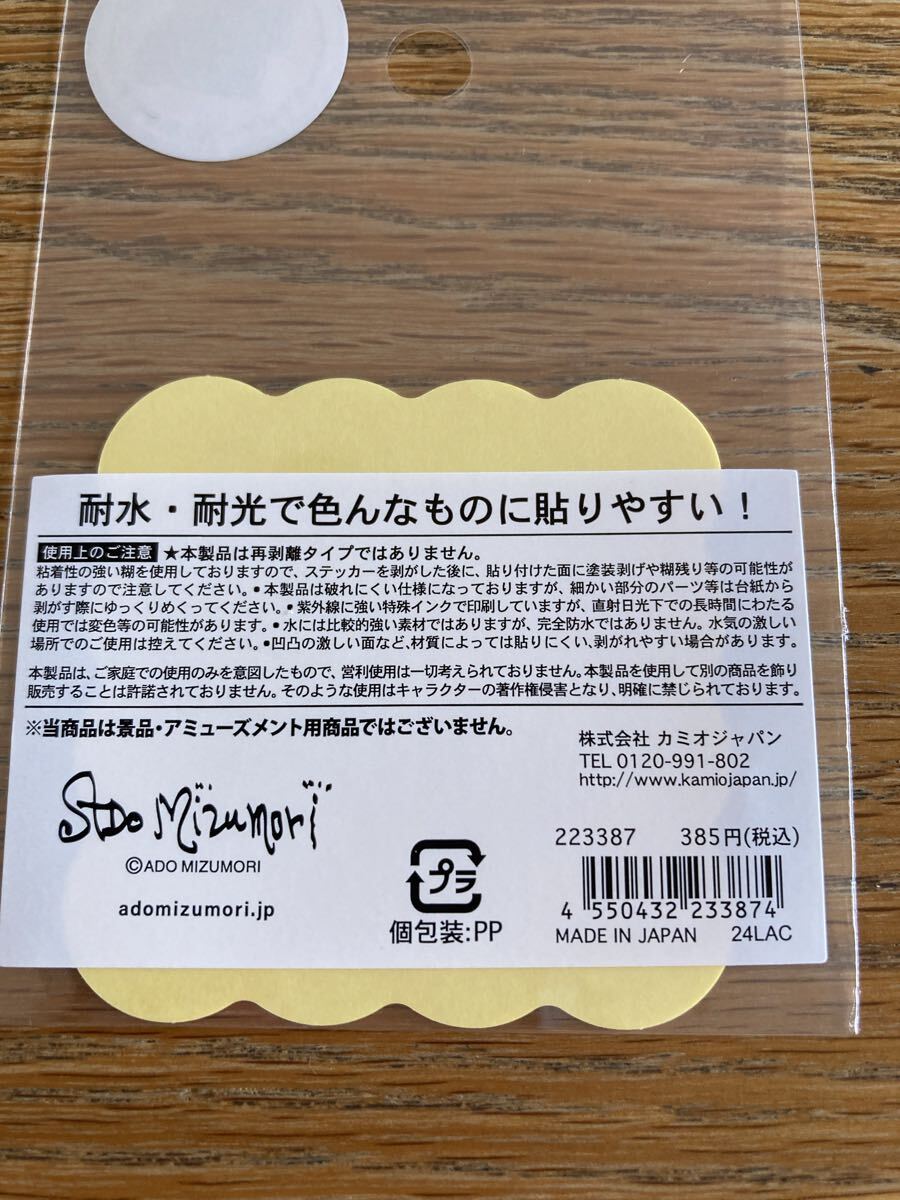 耐水・耐光で色んなものに貼りやすい！
使用上のご注意 ★本製品は再剥離タイプではありません。
粘着性の強い糊を使用しておりますので、ステッカーを剥がした後に、貼り付けた面に塗装剥げや糊残り等の可能性が
ありますので注意してください。●本製品は破れにくい仕様になっておりますが、細かい部分のパーツ等は台紙から
剥がす際にゆっくりめくってください。●紫外線に強い特殊インクで印刷していますが、直射日光下での長時間にわたる
使用では変色等の可能性があります。●水には比較的強い素材ではありますが、完全防水ではありません。水気の激しい
場所でのご使用は控えてください。●凹凸の激しい面など、材質によっては貼りにくい、剥がれやすい場合があります。
本製品は、ご家庭での使用のみを意図したもので、営利使用は一切考えられておりません。本製品を使用して別の商品を飾り
販売することは許諾されておりません。そのような使用はキャラクターの著作権侵害となり、明確に禁じられております。
※当商品は景品・アミューズメント用商品ではございません。
株式会社 カミオジャパン
TEL 0120-991-802
http://www.kamiojapan.jp/
ADO Mizumori
©ADO MIZUMORI
adomizumori.jp
プラ
個包装:PP
223387 385円(税込)
4 550432 233874
MADE IN JAPAN 24LAC